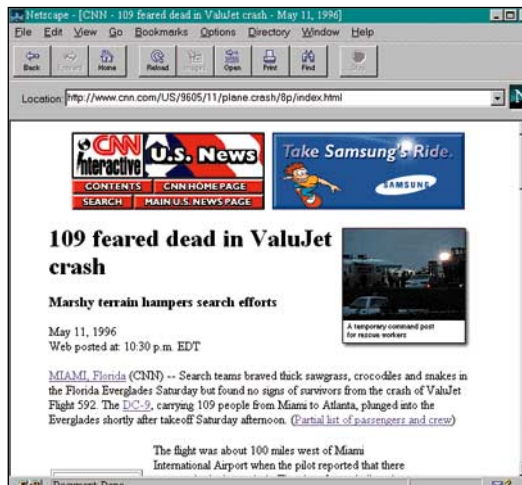 Netscape - [CNN - 109 feared dead in ValuJet crash - May 11, 1996]
File Edit View Go Bookmarks Options Directory Window Help
Back Forward Home Reload Images Open Print Find Stop
Location: http://www.cnn.com/US/9605/11/plane.crash/8p/index.html
N
CNN Interactive U.S. News
CONTENTS CNN HOME PAGE
SEARCH MAIN U.S. NEWS PAGE
Take Samsung's Ride.
SAMSUNG
109 feared dead in ValuJet
crash
Marshy terrain hampers search efforts
A temporary command post
for rescue workers
May 11, 1996
Web posted at: 10:30 p.m. EDT
MIAMI, Florida (CNN) -- Search teams braved thick sawgrass, crocodiles and snakes in
the Florida Everglades Saturday but found no signs of survivors from the crash of ValuJet
Flight 592. The DC-9, carrying 109 people from Miami to Atlanta, plunged into the
Everglades shortly after takeoff Saturday afternoon. (Partial list of passengers and crew)
The flight was about 100 miles west of Miami
International Airport when the pilot reported that there
Document: Done